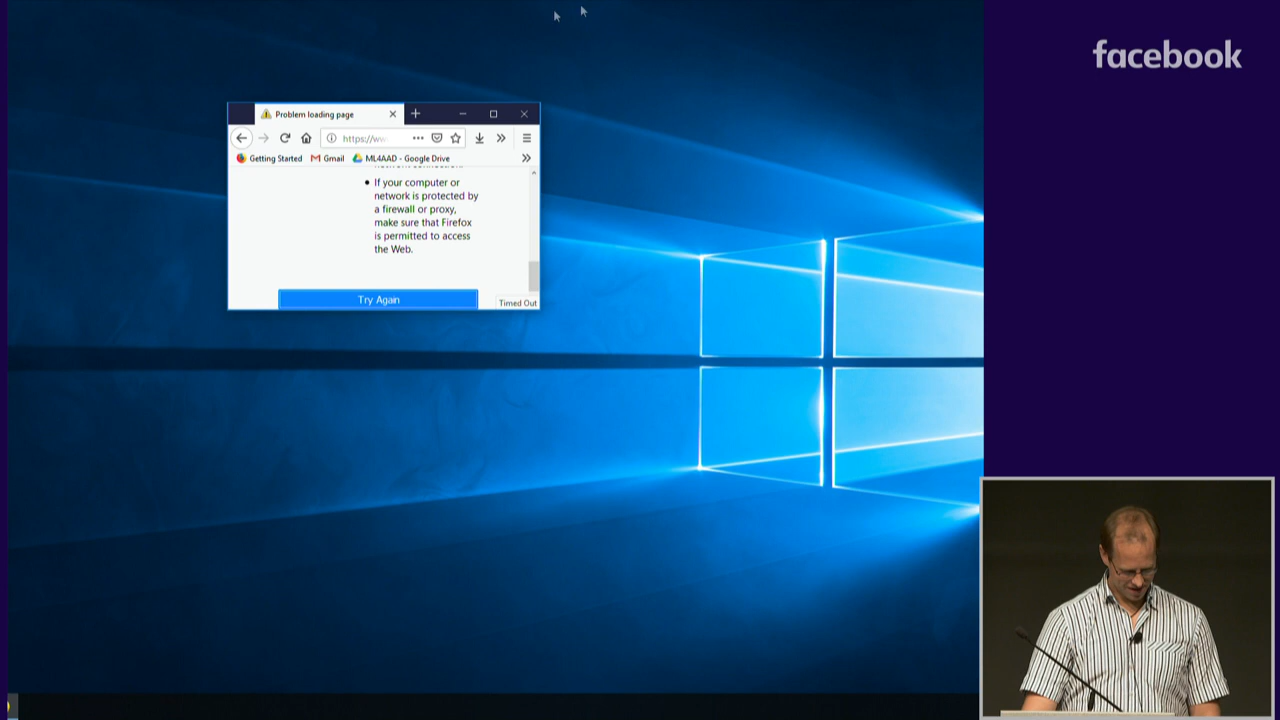 facebook
Problem loading page
https://ww
Getting Started Gmail ML4AAD - Google Drive
If your computer or
network is protected by
a firewall or proxy,
make sure that Firefox
is permitted to access
the Web.
Try Again
Timed Out